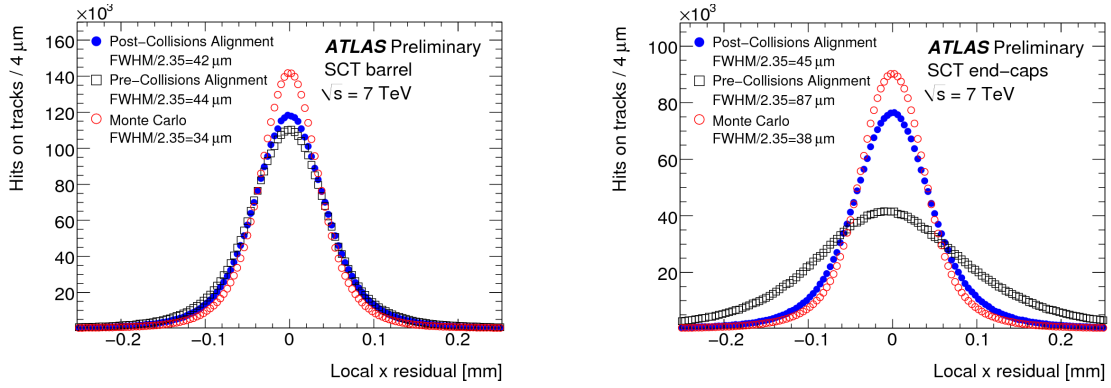 ×10³
Hits on tracks / 4 μm
160
140
120
100
80
60
40
20
Post-Collisions Alignment
FWHM/2.35=42 μm
Pre-Collisions Alignment
FWHM/2.35=44 μm
Monte Carlo
FWHM/2.35=34 μm
ATLAS Preliminary
SCT barrel
√s = 7 TeV
−0.2 −0.1 0 0.1 0.2
Local x residual [mm]
×10³
Hits on tracks / 4 μm
100
80
60
40
20
Post-Collisions Alignment
FWHM/2.35=45 μm
Pre-Collisions Alignment
FWHM/2.35=87 μm
Monte Carlo
FWHM/2.35=38 μm
ATLAS Preliminary
SCT end-caps
√s = 7 TeV
−0.2 −0.1 0 0.1 0.2
Local x residual [mm]